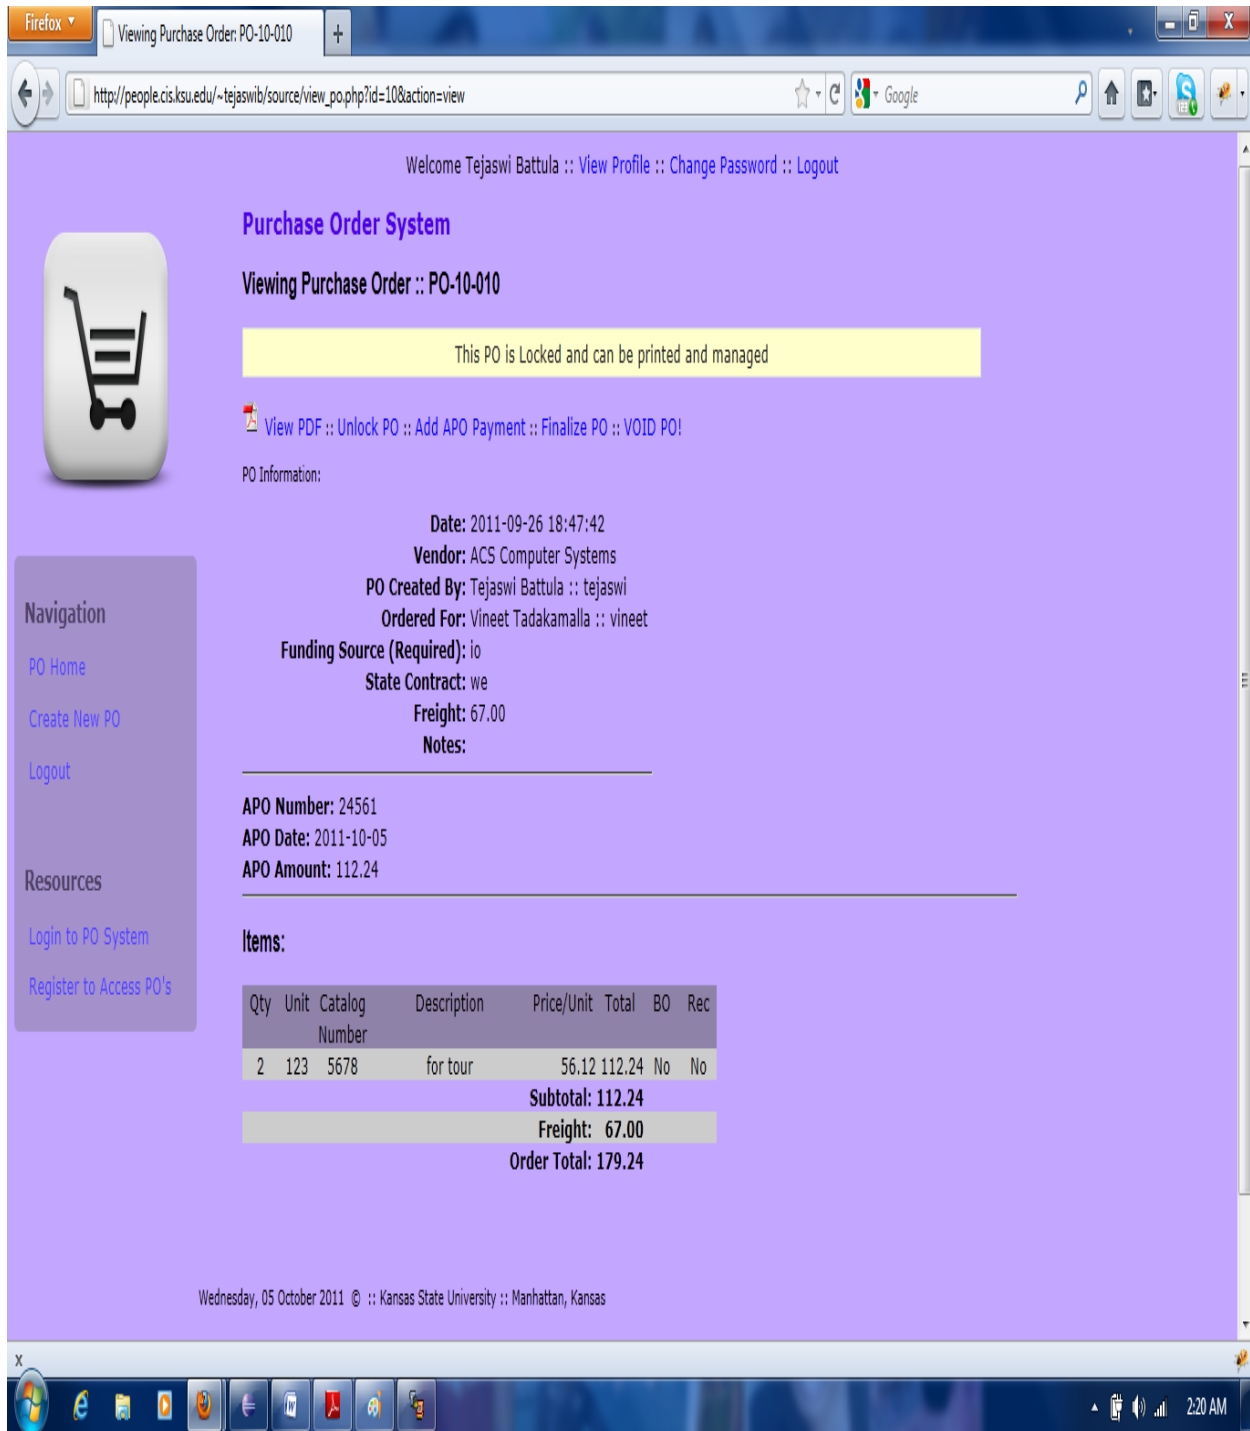 Firefox
Viewing Purchase Order: PO-10-010
http://people.cis.ksu.edu/~tejaswib/source/view_po.php?id=10&action=view
Google
Welcome Tejaswi Battula :: View Profile :: Change Password :: Logout
Purchase Order System
Viewing Purchase Order :: PO-10-010
This PO is Locked and can be printed and managed
View PDF :: Unlock PO :: Add APO Payment :: Finalize PO :: VOID PO!
PO Information:
Date: 2011-09-26 18:47:42
Vendor: ACS Computer Systems
PO Created By: Tejaswi Battula :: tejaswi
Ordered For: Vineet Tadakamalla :: vineet
Funding Source (Required): io
State Contract: we
Freight: 67.00
Notes:
APO Number: 24561
APO Date: 2011-10-05
APO Amount: 112.24
Items:
Qty Unit Catalog Number Description Price/Unit Total BO Rec
2 123 5678 for tour 56.12 112.24 No No
Subtotal: 112.24
Freight: 67.00
Order Total: 179.24
Navigation
PO Home
Create New PO
Logout
Resources
Login to PO System
Register to Access PO's
Wednesday, 05 October 2011 © :: Kansas State University :: Manhattan, Kansas
x
2:20 AM